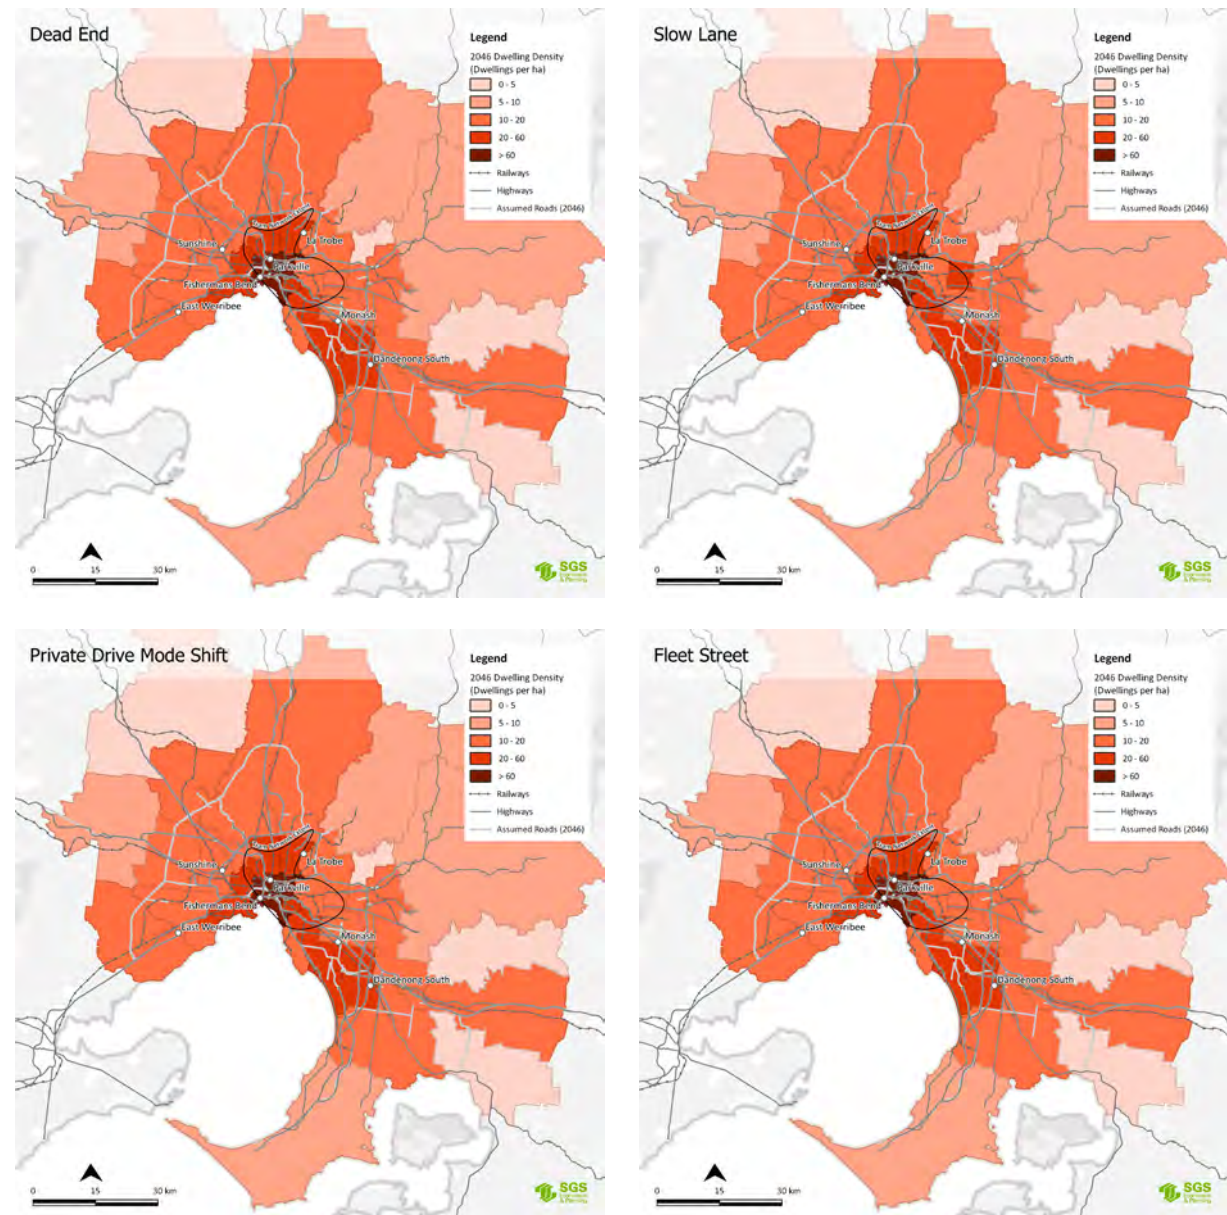 Dead End
Legend
2046 Dwelling Density
(Dwellings per ha)
0 - 5
5 - 10
10 - 20
20 - 60
> 60
Railways
Highways
Assumed Roads (2046)
Sunshine
La Trobe
Parkville
Fishermans Bend
East Werribee
Monash
Dandenong South
0 15 30 km
SGS
Economics
& Planning
Slow Lane
Legend
2046 Dwelling Density
(Dwellings per ha)
0 - 5
5 - 10
10 - 20
20 - 60
> 60
Railways
Highways
Assumed Roads (2046)
Sunshine
La Trobe
Parkville
Fishermans Bend
East Werribee
Monash
Dandenong South
0 15 30 km
SGS
Economics
& Planning
Private Drive Mode Shift
Legend
2046 Dwelling Density
(Dwellings per ha)
0 - 5
5 - 10
10 - 20
20 - 60
> 60
Railways
Highways
Assumed Roads (2046)
Sunshine
La Trobe
Parkville
Fishermans Bend
East Werribee
Monash
Dandenong South
0 15 30 km
SGS
Economics
& Planning
Fleet Street
Legend
2046 Dwelling Density
(Dwellings per ha)
0 - 5
5 - 10
10 - 20
20 - 60
> 60
Railways
Highways
Assumed Roads (2046)
Sunshine
La Trobe
Parkville
Fishermans Bend
East Werribee
Monash
Dandenong South
0 15 30 km
SGS
Economics
& Planning